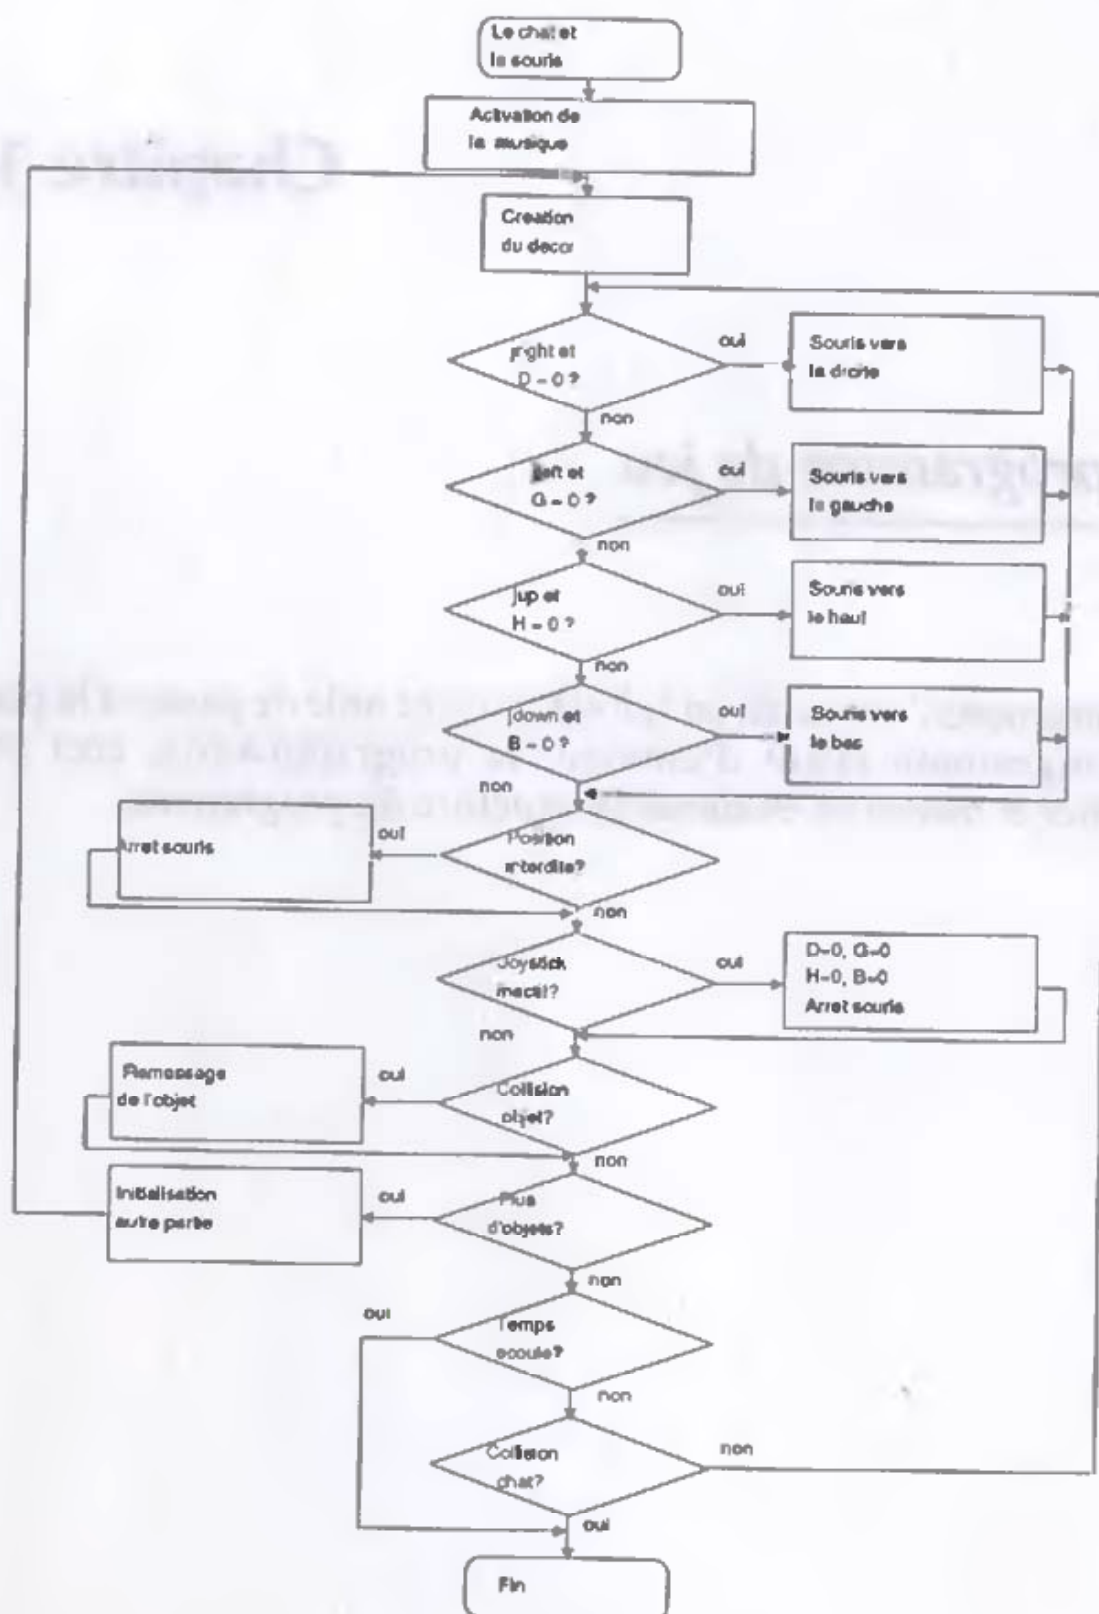 Le chat et
la souris
Activation de
la musique
Creation
du decor
jright et
D = 0 ?
oui
Souris vers
la droite
non
jleft et
G = 0 ?
oui
Souris vers
la gauche
non
jup et
H = 0 ?
oui
Souris vers
le haut
non
jdown et
B = 0 ?
oui
Souris vers
le bas
non
Arret souris
oui
Position
interdite?
non
Joystick
inactif?
oui
D=0, G=0
H=0, B=0
Arret souris
non
Ramassage
de l'objet
oui
Collision
objet?
non
Initialisation
autre partie
oui
Plus
d'objets?
non
oui
Temps
ecoule?
non
Collision
chat?
non
oui
Fin